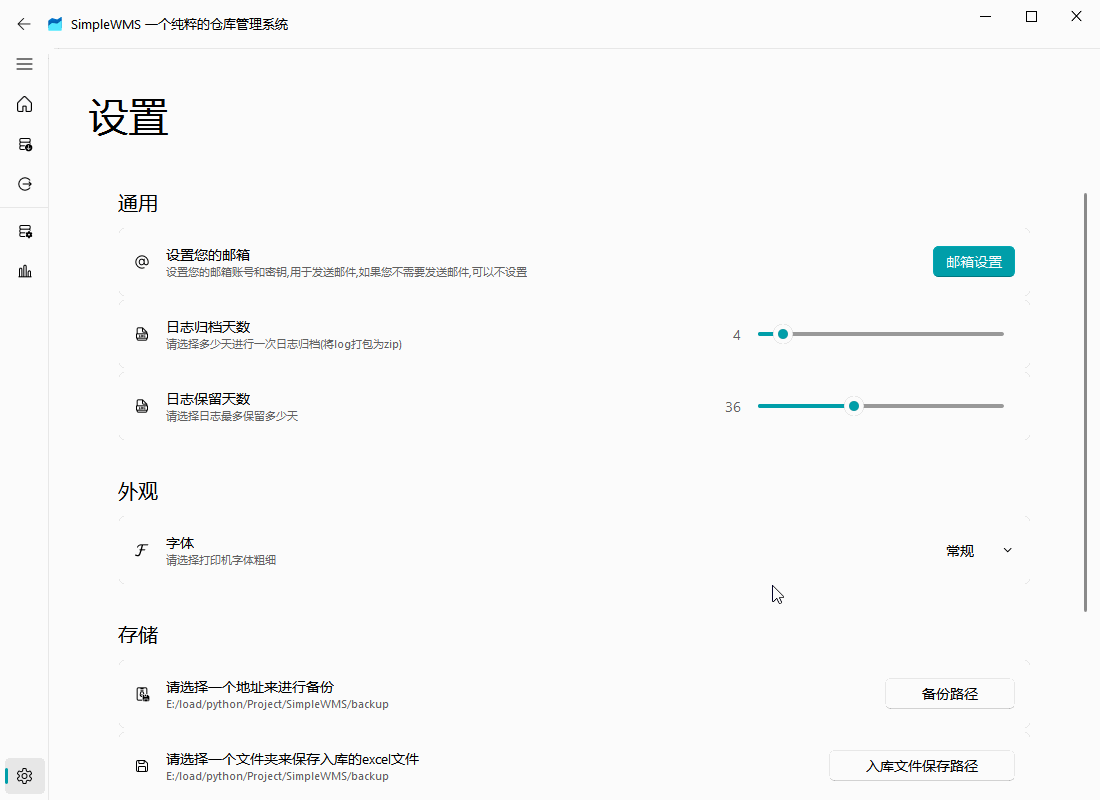 SimpleWMS 一个纯粹的仓库管理系统
设置
通用
设置您的邮箱
设置您的邮箱账号和密钥,用于发送邮件,如果您不需要发送邮件,可以不设置
邮箱设置
日志归档天数
请选择多少天进行一次日志归档(将log打包为zip)
4
日志保留天数
请选择日志最多保留多少天
36
外观
字体
请选择打印机字体粗细
常规
存储
请选择一个地址来进行备份
E:/load/python/Project/SimpleWMS/backup
备份路径
请选择一个文件夹来保存入库的excel文件
E:/load/python/Project/SimpleWMS/backup
入库文件保存路径